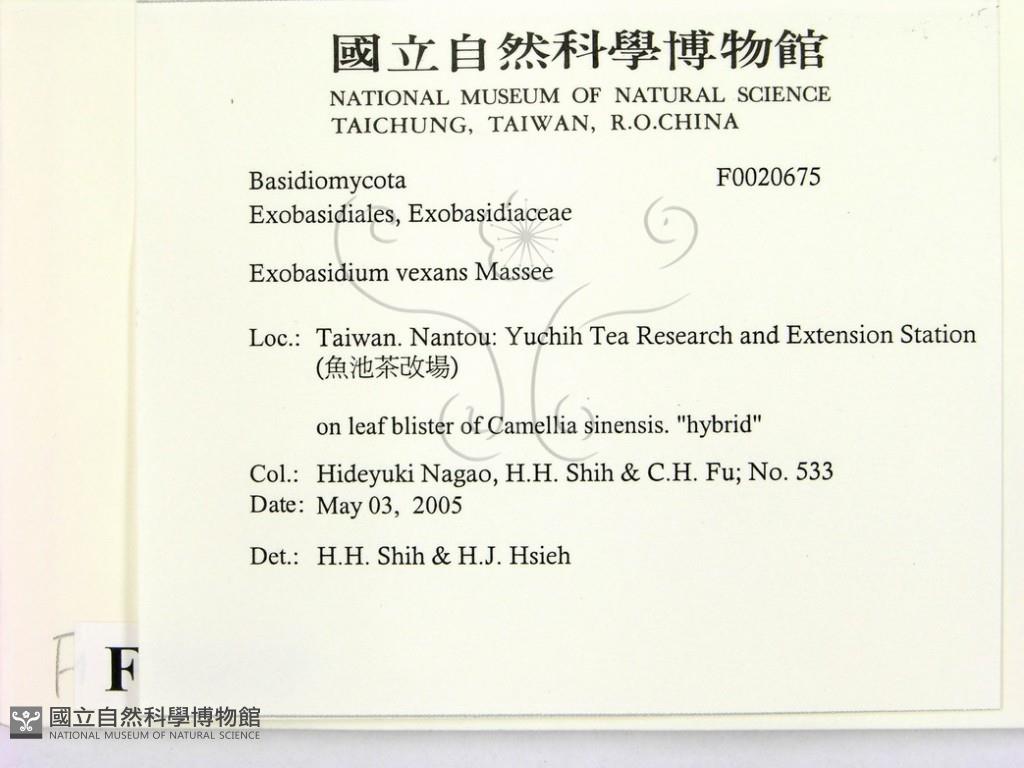 國立自然科學博物館
NATIONAL MUSEUM OF NATURAL SCIENCE
TAICHUNG, TAIWAN, R.O.CHINA
Basidiomycota F0020675
Exobasidiales, Exobasidiaceae
Exobasidium vexans Massee
Loc.: Taiwan. Nantou: Yuchih Tea Research and Extension Station
(魚池茶改場)
on leaf blister of Camellia sinensis. "hybrid"
Col.: Hideyuki Nagao, H.H. Shih & C.H. Fu; No. 533
Date: May 03, 2005
Det.: H.H. Shih & H.J. Hsieh
F
F
國立自然科學博物館
NATIONAL MUSEUM OF NATURAL SCIENCE